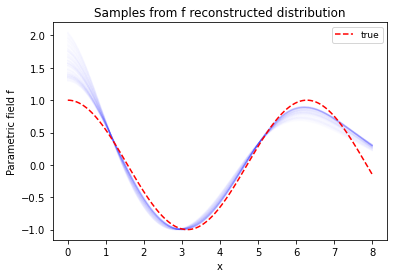 Samples from f reconstructed distribution
true
Parametric field f
2.0
1.5
1.0
0.5
0.0
−0.5
−1.0
0 1 2 3 4 5 6 7 8
x